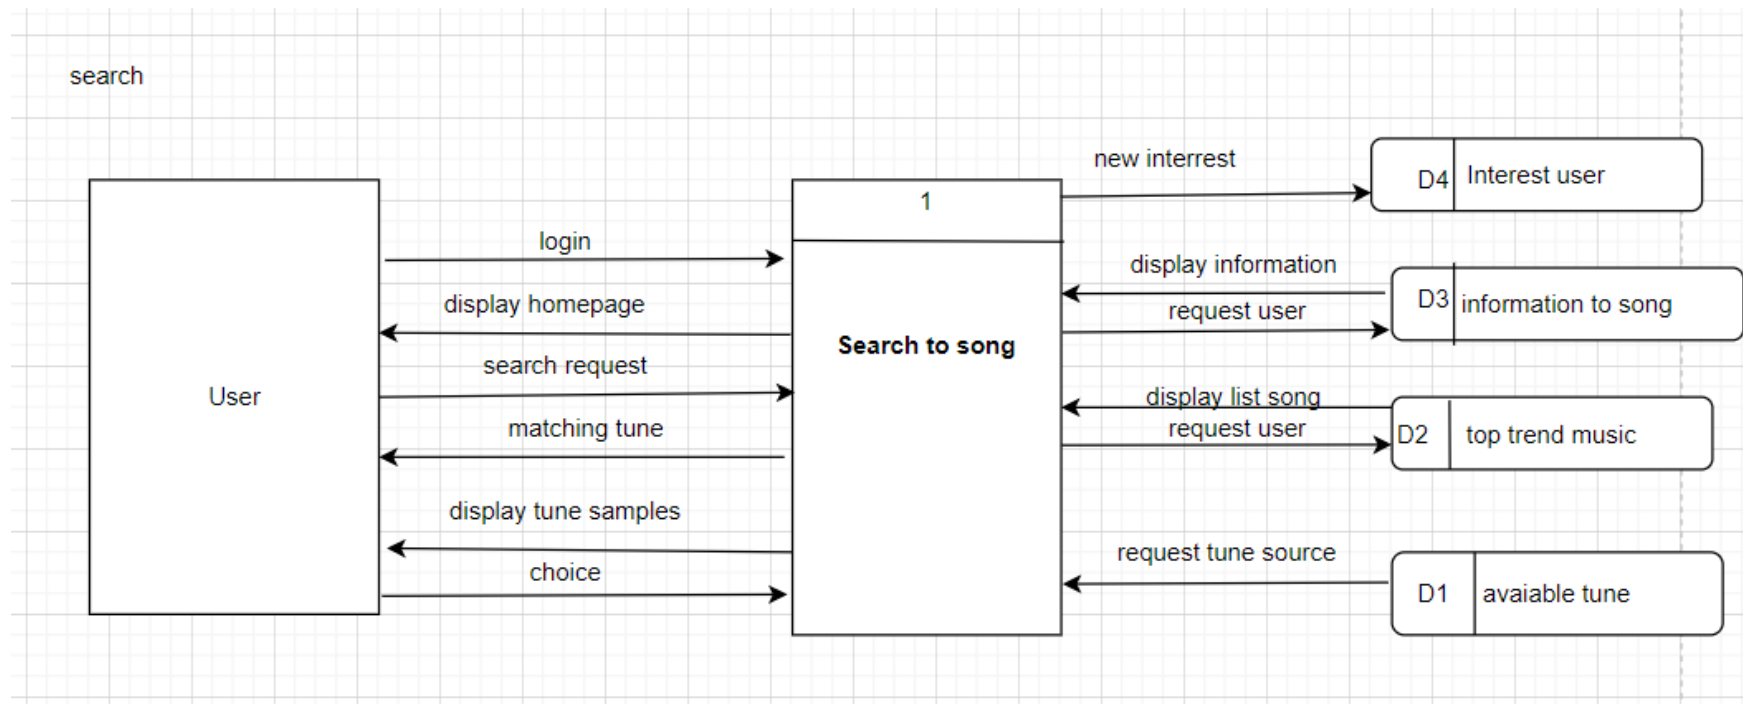 search
User
login
display homepage
search request
matching tune
display tune samples
choice
1
Search to song
new interrest
D4 Interest user
display information
request user
D3 information to song
display list song
request user
D2 top trend music
request tune source
D1 avaiable tune